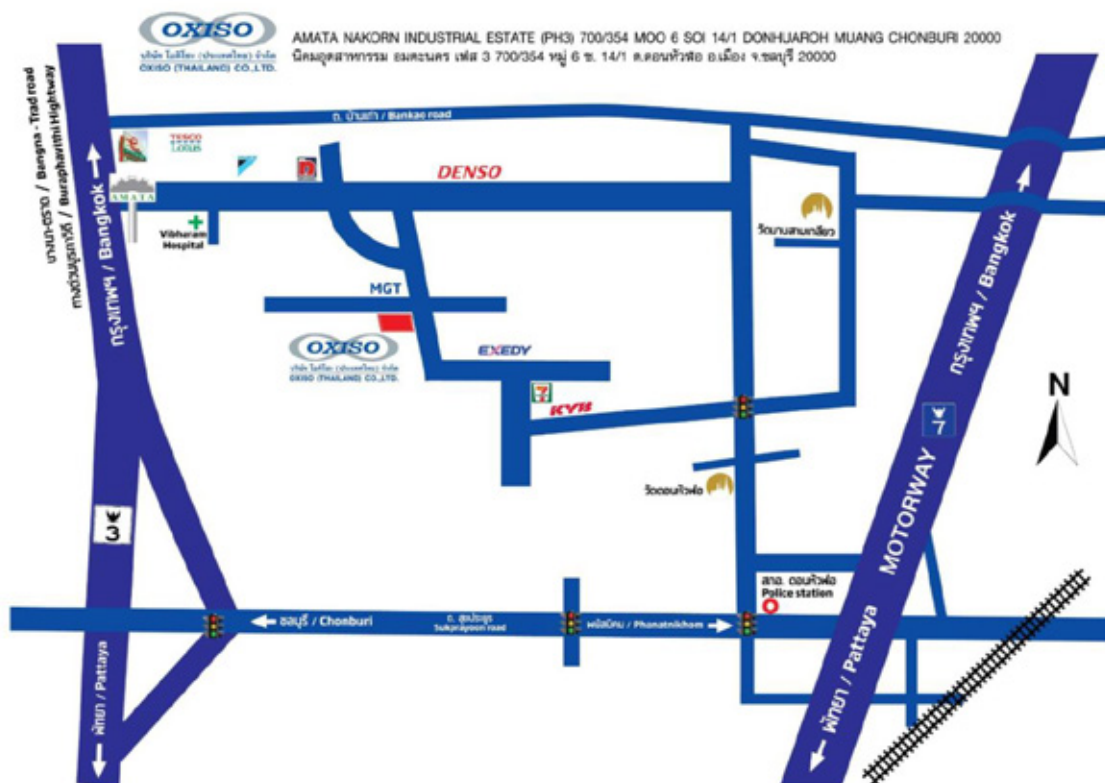 OXISO
บริษัท โอกิโซะ (ประเทศไทย) จำกัด
OXISO (THAILAND) CO.,LTD.
AMATA NAKORN INDUSTRIAL ESTATE (PH3) 700/354 MOO 6 SOI 14/1 DONHUAROH MUANG CHONBURI 20000
นิคมอุตสาหกรรม อมตะนคร เฟส 3 700/354 หมู่ 6 ซ. 14/1 ต.ดอนหัวฬ่อ อ.เมือง จ.ชลบุรี 20000
บางนา-ตราด / Bangna - Trad road
ทางด่วนบูรพาวิถี / Buraphavithi Hightway
กรุงเทพฯ / Bangkok
ถ. บ้านเก่า / Bankao road
TESCO
Lotus
AMATA
DENSO
Vibharam
Hospital
วัดมาบสามเกลียว
MGT
OXISO
บริษัท โอกิโซะ (ประเทศไทย) จำกัด
OXISO (THAILAND) CO.,LTD.
EXEDY
7
KYB
กรุงเทพฯ / Bangkok
N
7
MOTORWAY
วัดดอนหัวฬ่อ
3
สภอ. ดอนหัวฬ่อ
Police station
ชลบุรี / Chonburi
ถ. สุขประยูร
Sukprayoon road
พนัสนิคม / Phanatnikhom
พัทยา / Pattaya
พัทยา / Pattaya